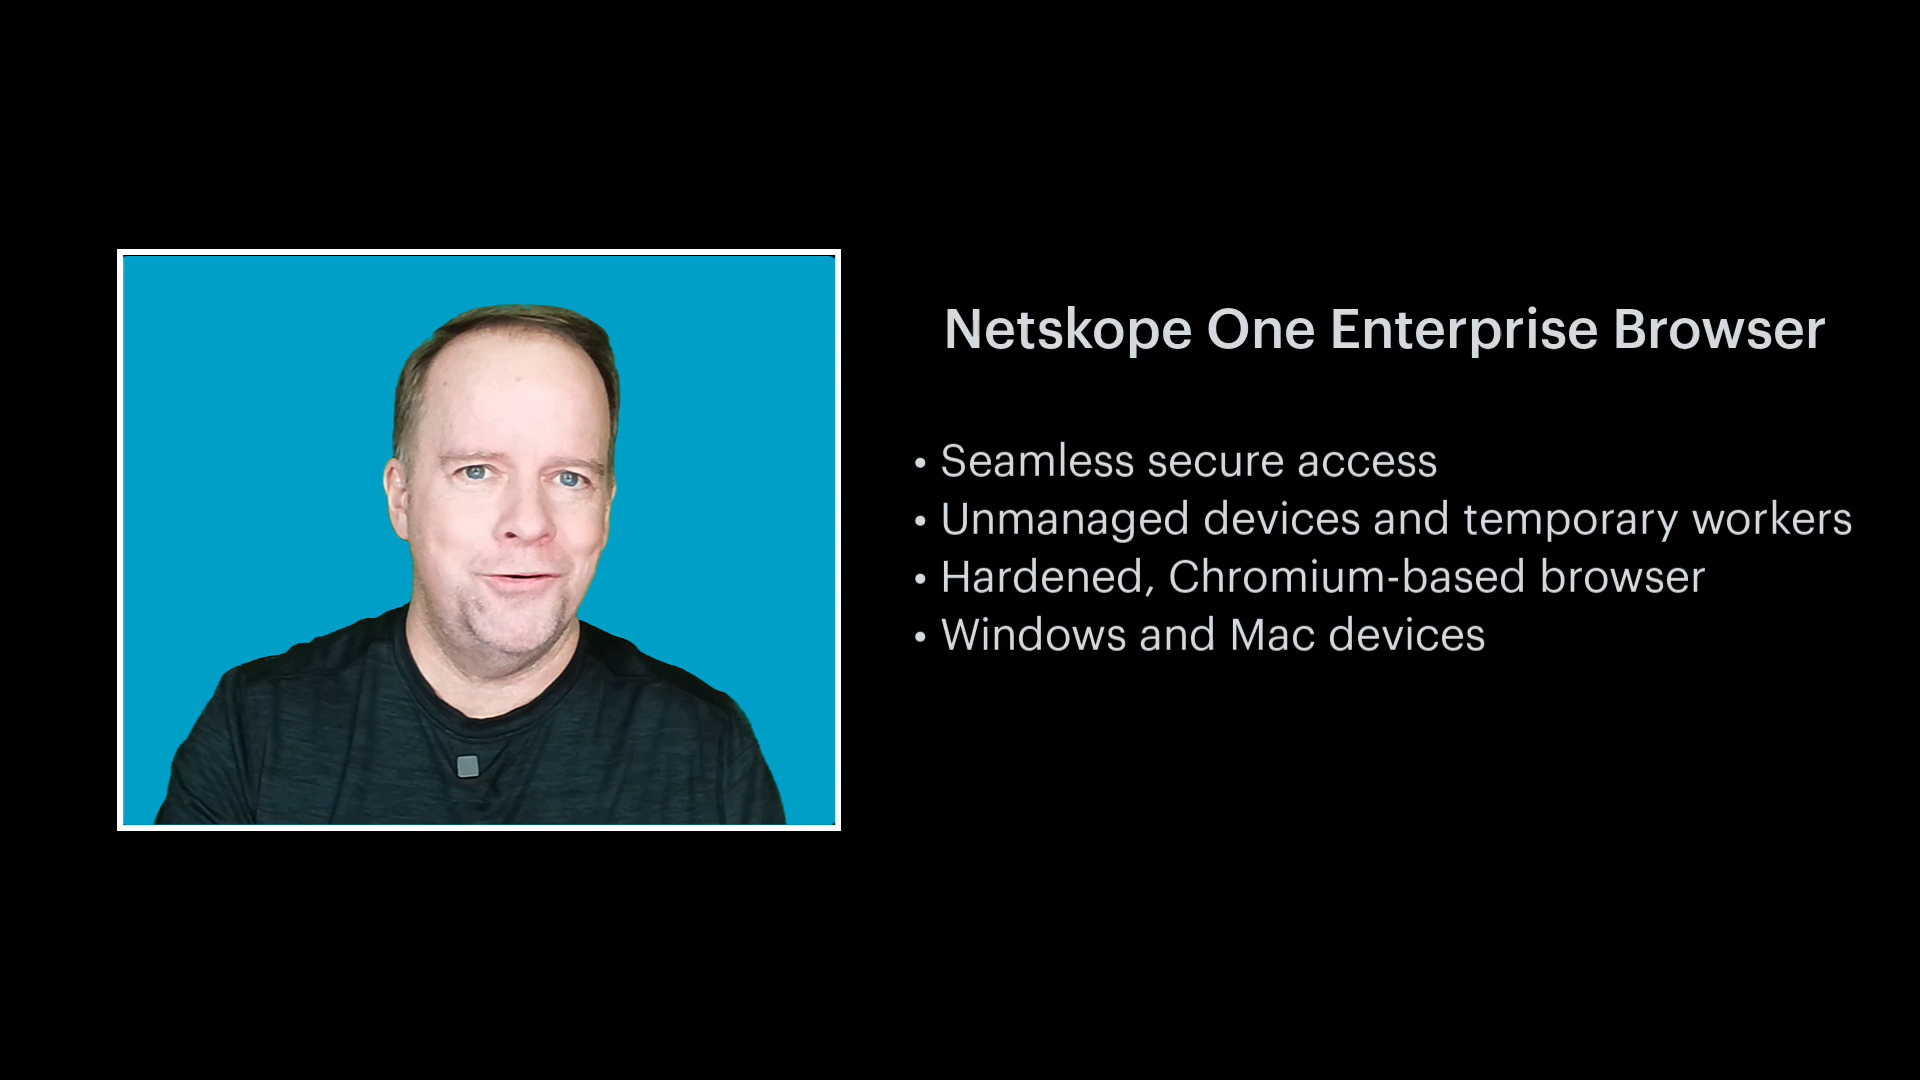 Netskope One Enterprise Browser
• Seamless secure access
• Unmanaged devices and temporary workers
• Hardened, Chromium-based browser
• Windows and Mac devices